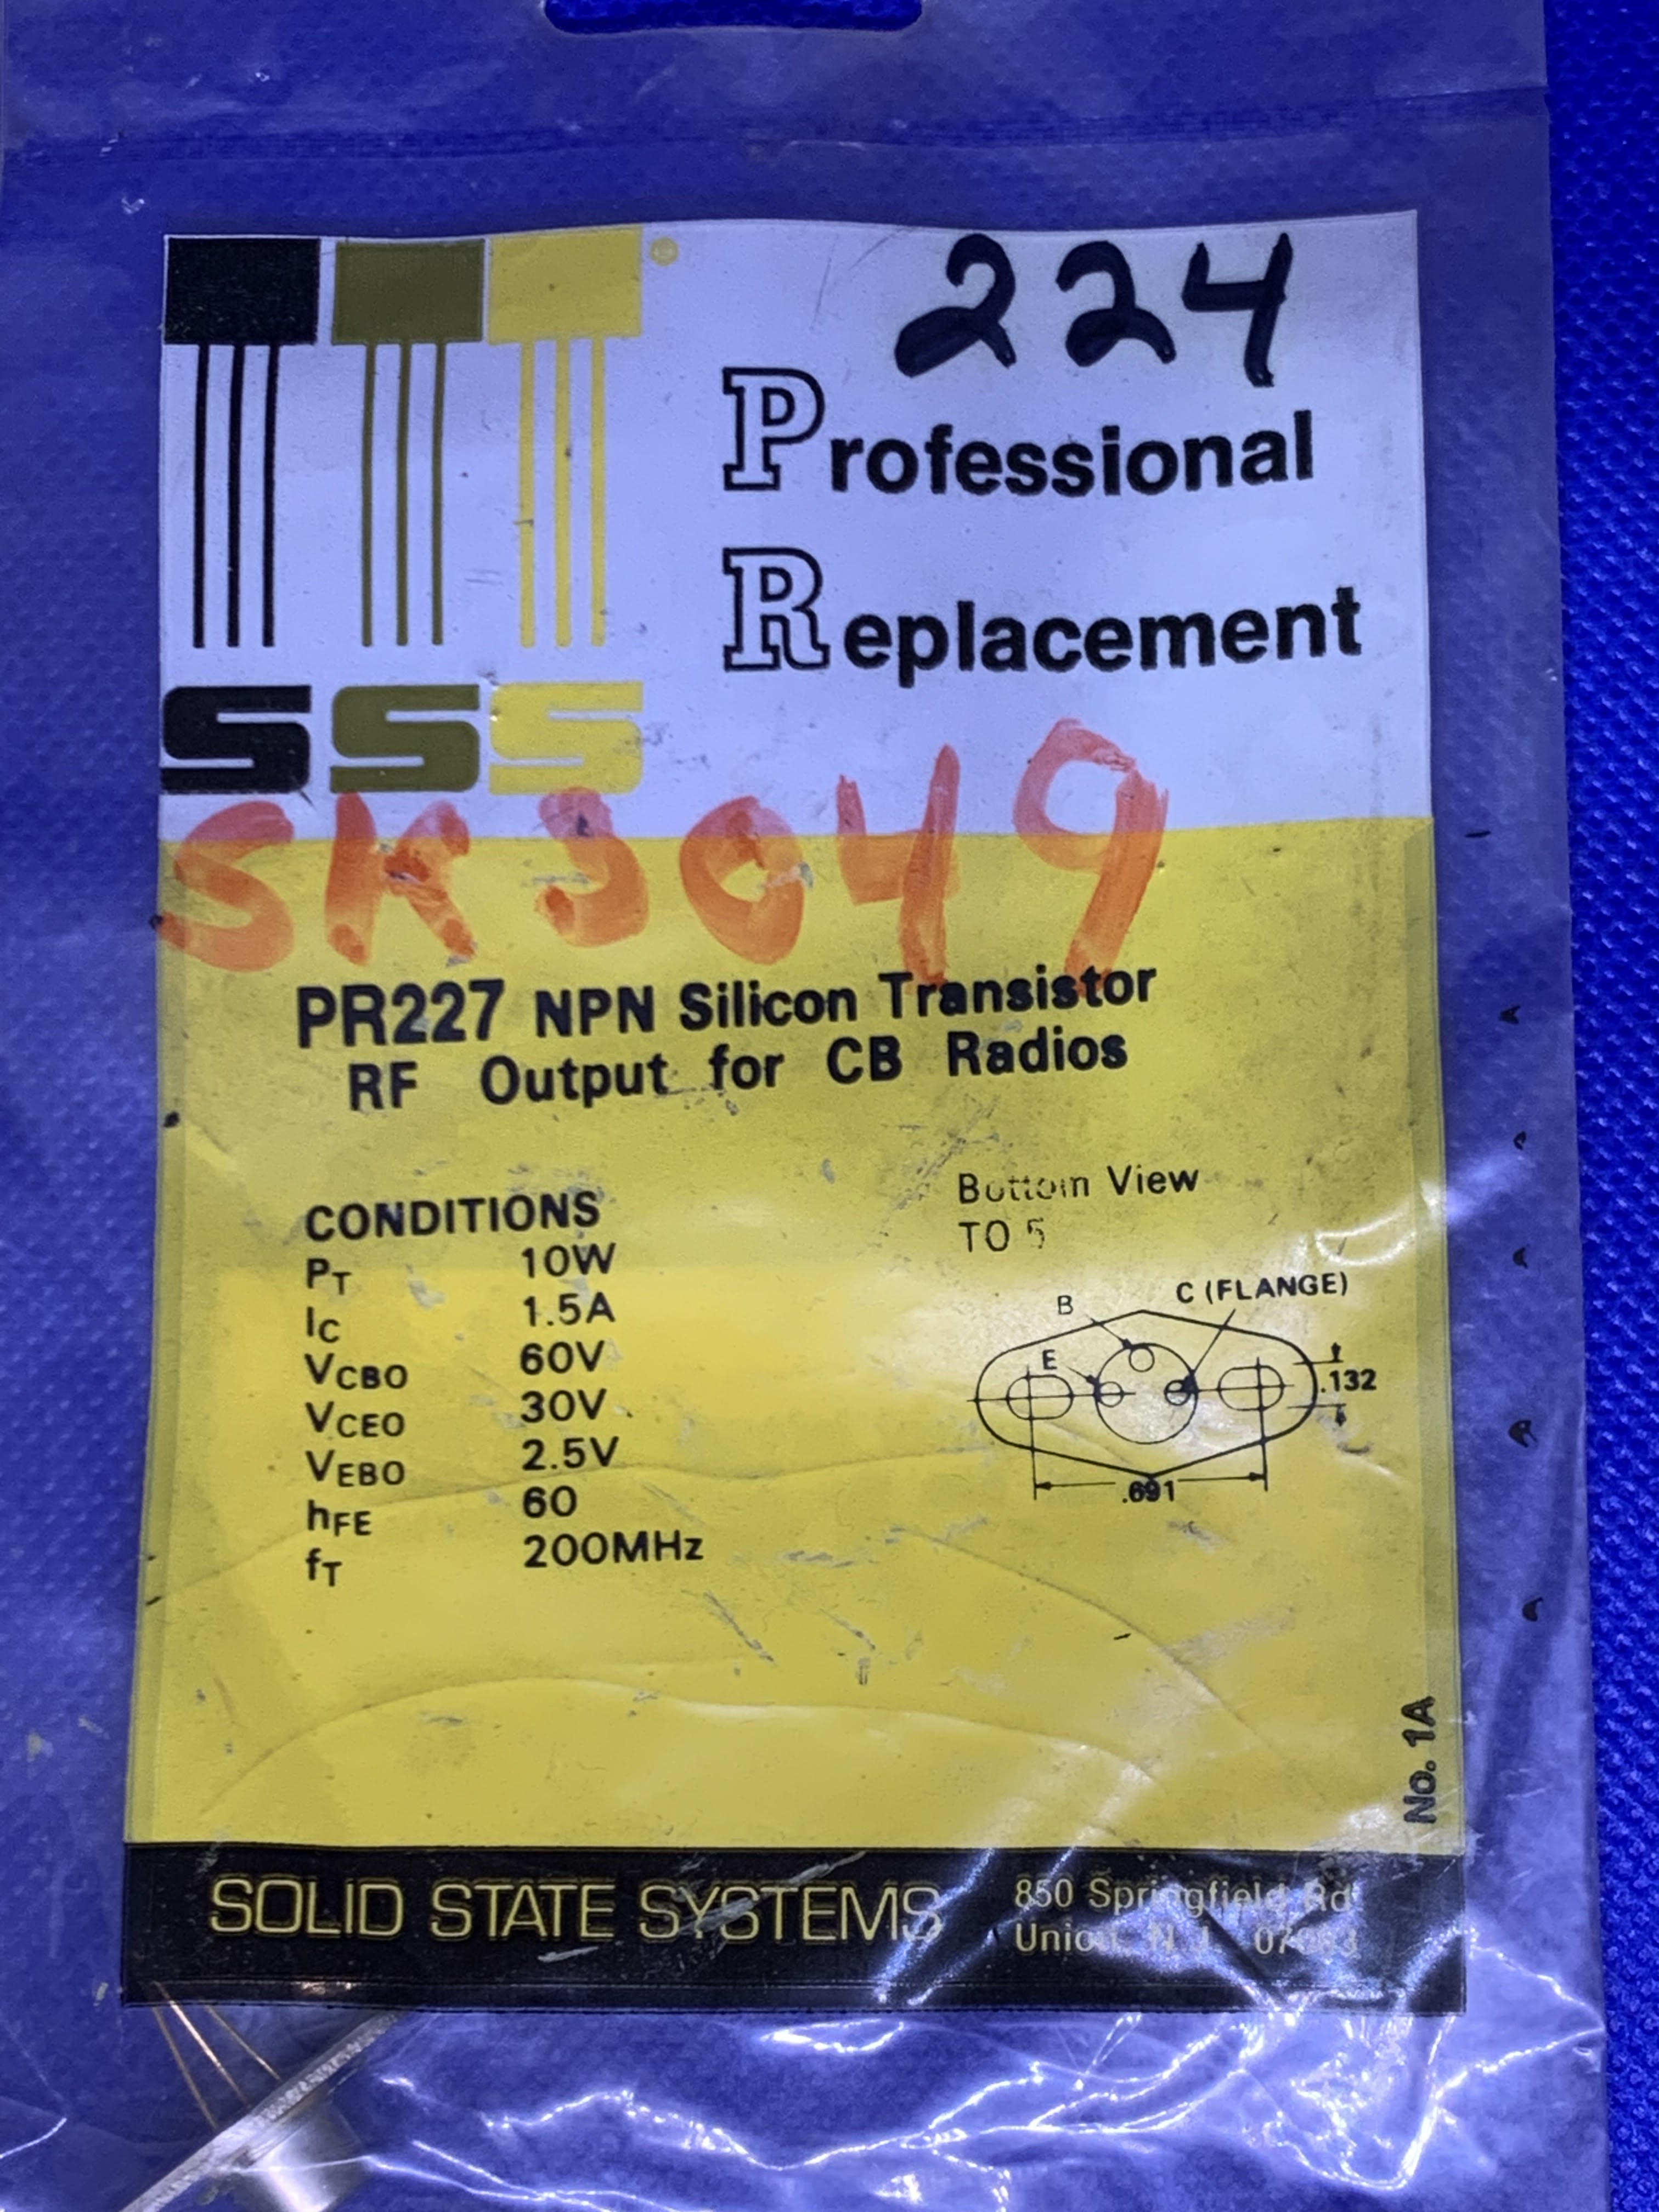 224
Professional
Replacement
SSS
SK3049
PR227 NPN Silicon Transistor
RF Output for CB Radios
CONDITIONS
PT 10W
IC 1.5A
VCBO 60V
VCEO 30V
VEBO 2.5V
hFE 60
fT 200MHz
Bottom View
TO 5
B
C (FLANGE)
E
.132
.691
No. 1A
SOLID STATE SYSTEMS
850 Springfield Rd.
Union, N.J.